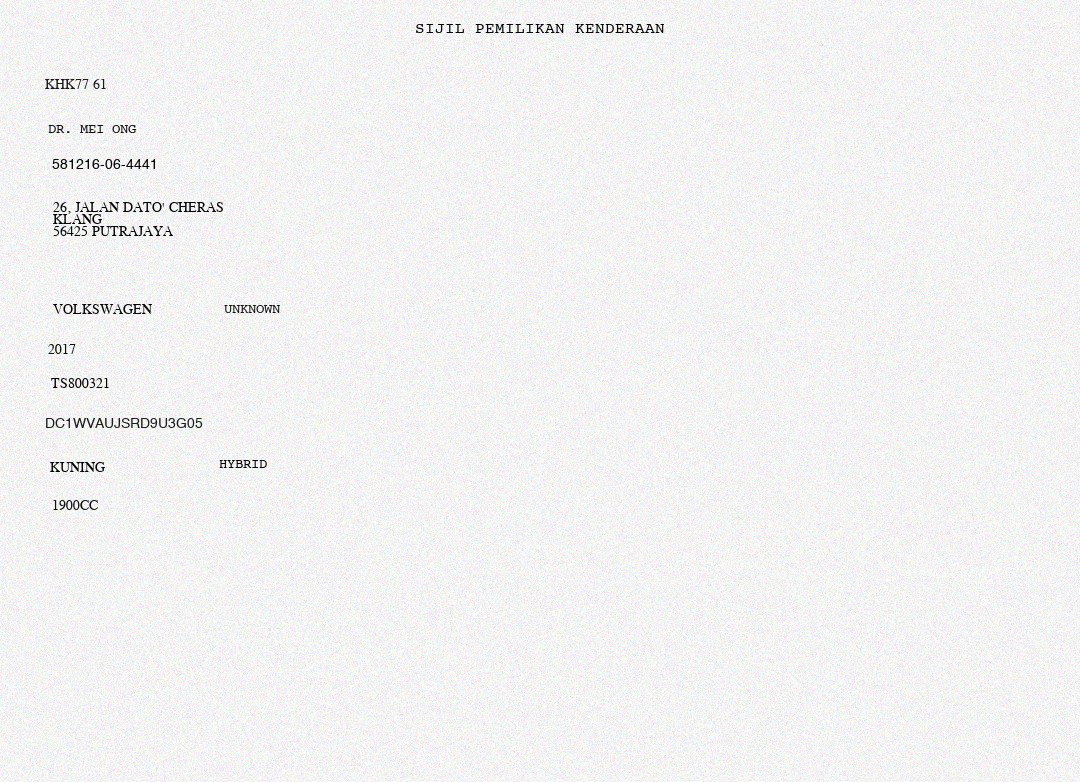 SIJIL PEMILIKAN KENDERAAN
KHK77 61
DR. MEI ONG
581216-06-4441
26, JALAN DATO' CHERAS
KLANG
56425 PUTRAJAYA
VOLKSWAGEN UNKNOWN
2017
TS800321
DC1WVAUJSRD9U3G05
KUNING HYBRID
1900CC